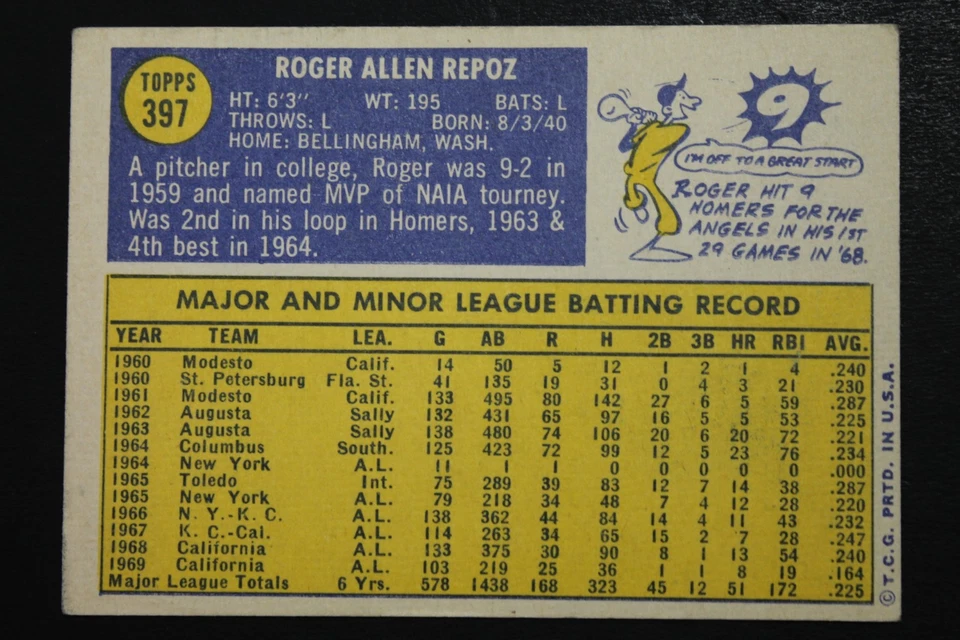 TOPPS
397
ROGER ALLEN REPOZ
HT: 6'3" WT: 195 BATS: L
THROWS: L BORN: 8/3/40
HOME: BELLINGHAM, WASH.
A pitcher in college, Roger was 9-2 in
1959 and named MVP of NAIA tourney.
Was 2nd in his loop in Homers, 1963 &
4th best in 1964.
9
I'M OFF TO A GREAT START
ROGER HIT 9
HOMERS FOR THE
ANGELS IN HIS 1ST
29 GAMES IN '68.
MAJOR AND MINOR LEAGUE BATTING RECORD
YEAR TEAM LEA. G AB R H 2B 3B HR RBI AVG.
1960 Modesto Calif. 14 50 5 12 1 2 1 4 .240
1960 St. Petersburg Fla. St. 41 135 19 31 0 4 3 21 .230
1961 Modesto Calif. 133 495 80 142 27 6 5 59 .287
1962 Augusta Sally 132 431 65 97 16 5 5 53 .225
1963 Augusta Sally 138 480 74 106 20 6 20 72 .221
1964 Columbus South. 125 423 72 99 12 5 23 76 .234
1964 New York A.L. 11 1 1 0 0 0 0 0 .000
1965 Toledo Int. 75 289 39 83 12 7 14 38 .287
1965 New York A.L. 79 218 34 48 7 4 12 28 .220
1966 N. Y.-K. C. A.L. 138 362 44 84 14 4 11 43 .232
1967 K. C.-Cal. A.L. 114 263 34 65 15 2 7 28 .247
1968 California A.L. 133 375 30 90 8 1 13 54 .240
1969 California A.L. 103 219 25 36 1 1 8 19 .164
Major League Totals 6 Yrs. 578 1438 168 323 45 12 51 172 .225
© T.C.G. PRTD. IN U.S.A.